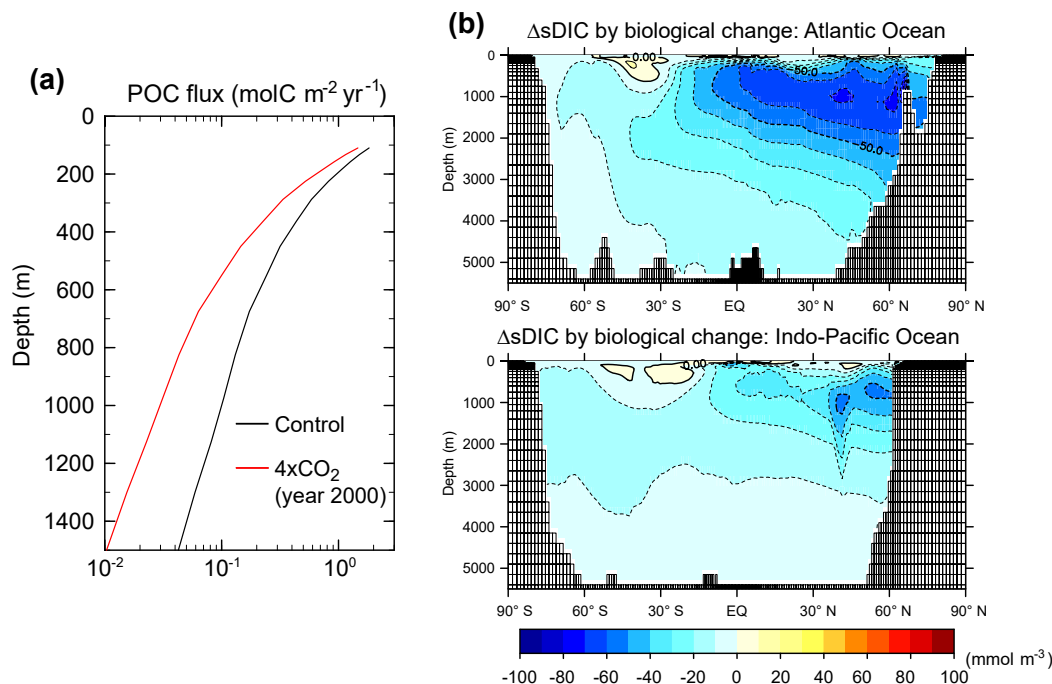 (a)
POC flux (molC m⁻² yr⁻¹)
0
200
400
600
800
1000
1200
1400
Depth (m)
Control
4xCO₂
(year 2000)
10⁻² 10⁻¹ 10⁰
(b)
ΔsDIC by biological change: Atlantic Ocean
0
1000
2000
3000
4000
5000
Depth (m)
0.00
50.0
-50.0
90° S 60° S 30° S EQ 30° N 60° N 90° N
ΔsDIC by biological change: Indo-Pacific Ocean
0
1000
2000
3000
4000
5000
Depth (m)
0.00
90° S 60° S 30° S EQ 30° N 60° N 90° N
-100 -80 -60 -40 -20 0 20 40 60 80 100
(mmol m⁻³)